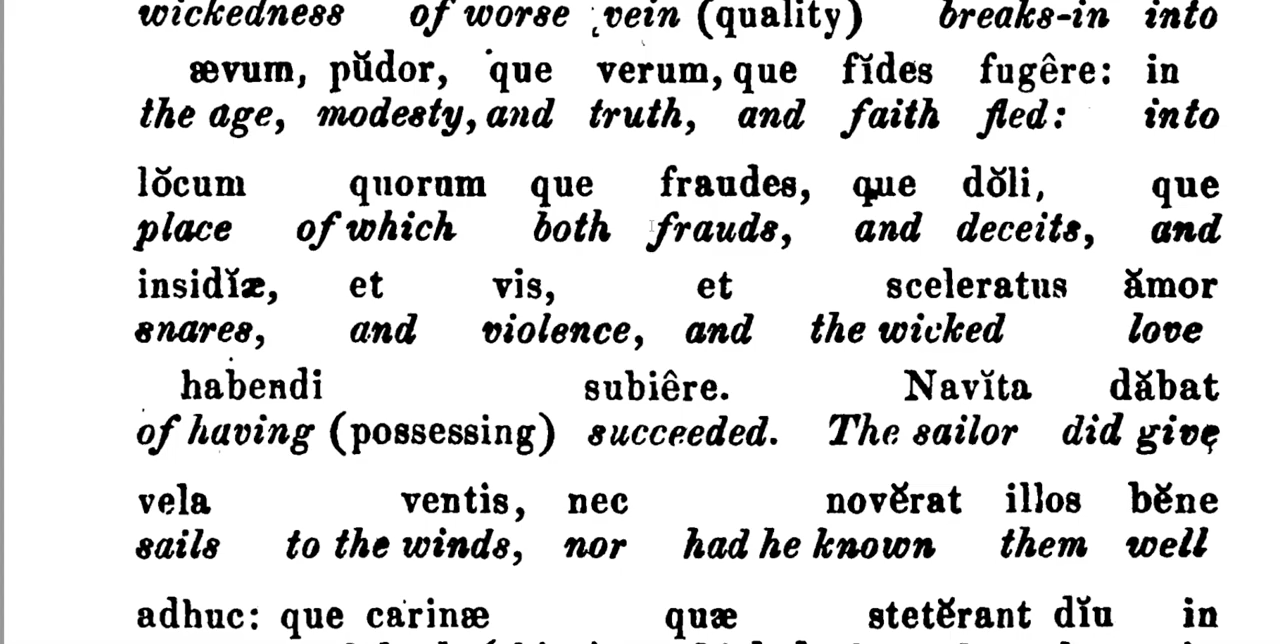 wickedness of worse vein (quality) breaks-in into
ævum, pŭdor, que verum, que fĭdes fugêre: in
the age, modesty, and truth, and faith fled: into
lŏcum quorum que fraudes, que dŏli, que
place of which both frauds, and deceits, and
insidĭæ, et vis, et sceleratus ămor
snares, and violence, and the wicked love
habendi subiêre. Navĭta dăbat
of having (possessing) succeeded. The sailor did give
vela ventis, nec novĕrat illos bĕne
sails to the winds, nor had he known them well
adhuc: que carinæ quæ stetĕrant dĭu in